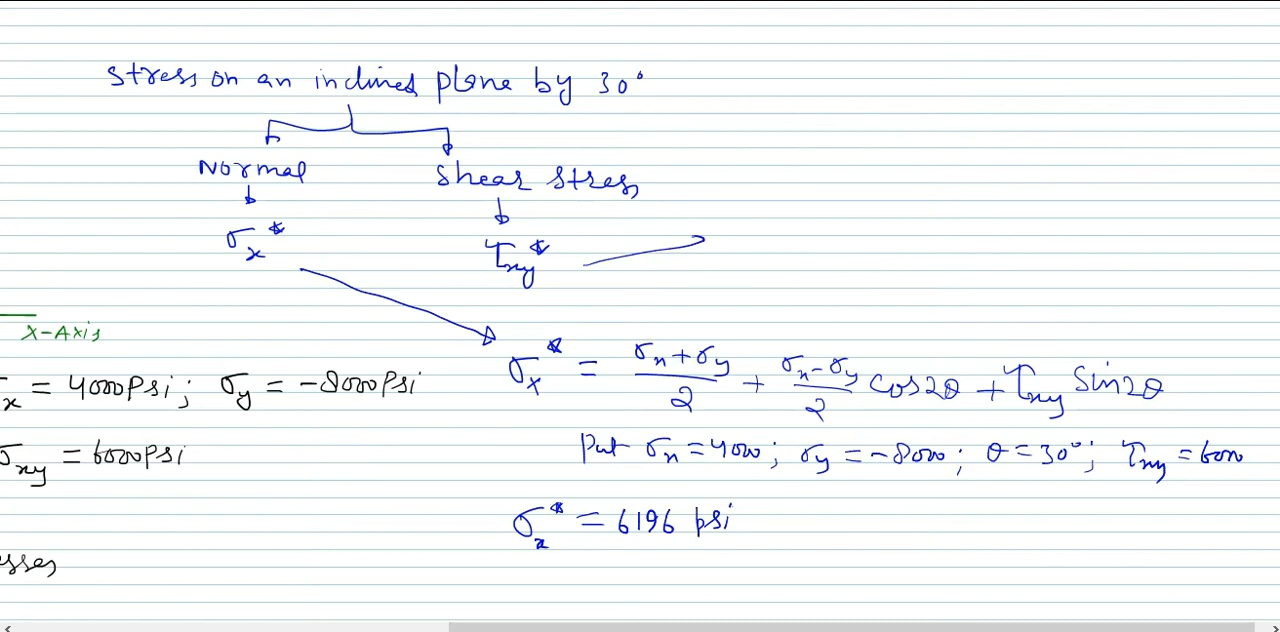 Stress on an inclined plane by 30°
Normal Shear stress
σx* τxy*
X-Axis
σx* = (σx+σy)/2 + (σx-σy)/2 Cos2θ + τxy Sin2θ
x = 4000Psi; σy = -8000Psi
Put σx = 4000; σy = -8000; θ = 30°; τxy = 6000
xy = 6000psi
σx* = 6196 psi
esses